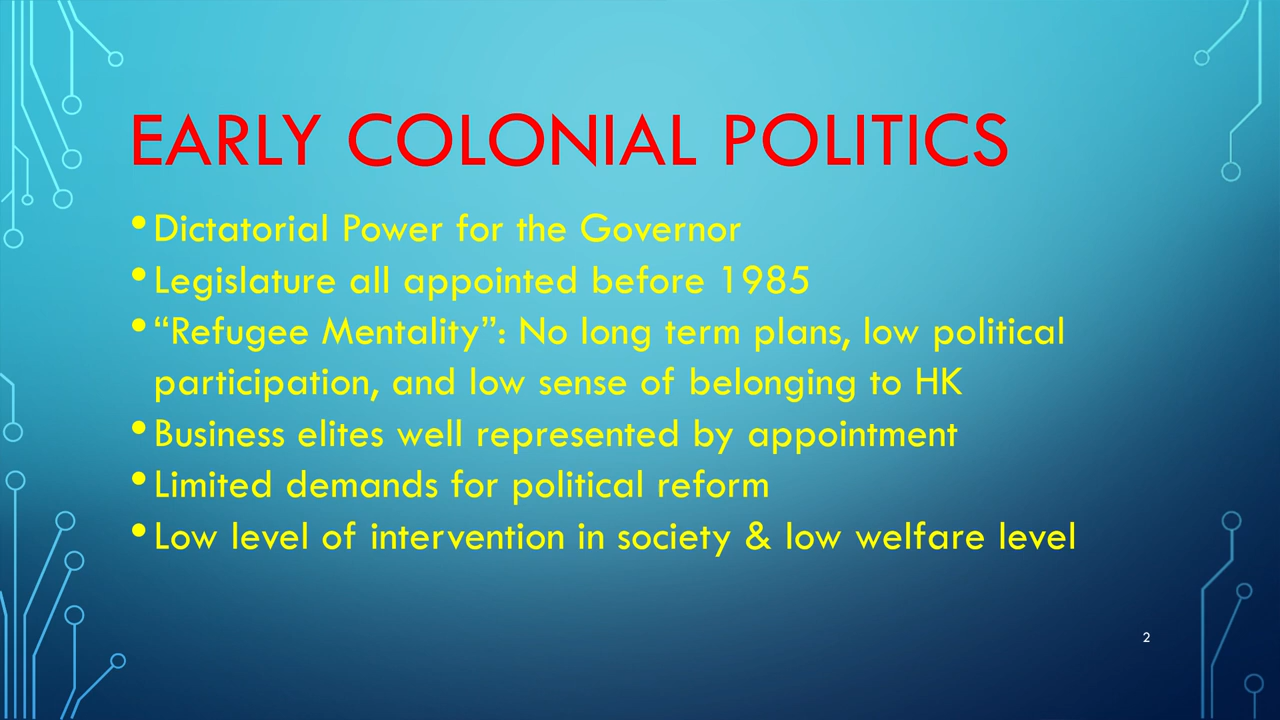 EARLY COLONIAL POLITICS
•Dictatorial Power for the Governor
•Legislature all appointed before 1985
•“Refugee Mentality”: No long term plans, low political
participation, and low sense of belonging to HK
•Business elites well represented by appointment
•Limited demands for political reform
•Low level of intervention in society & low welfare level
2